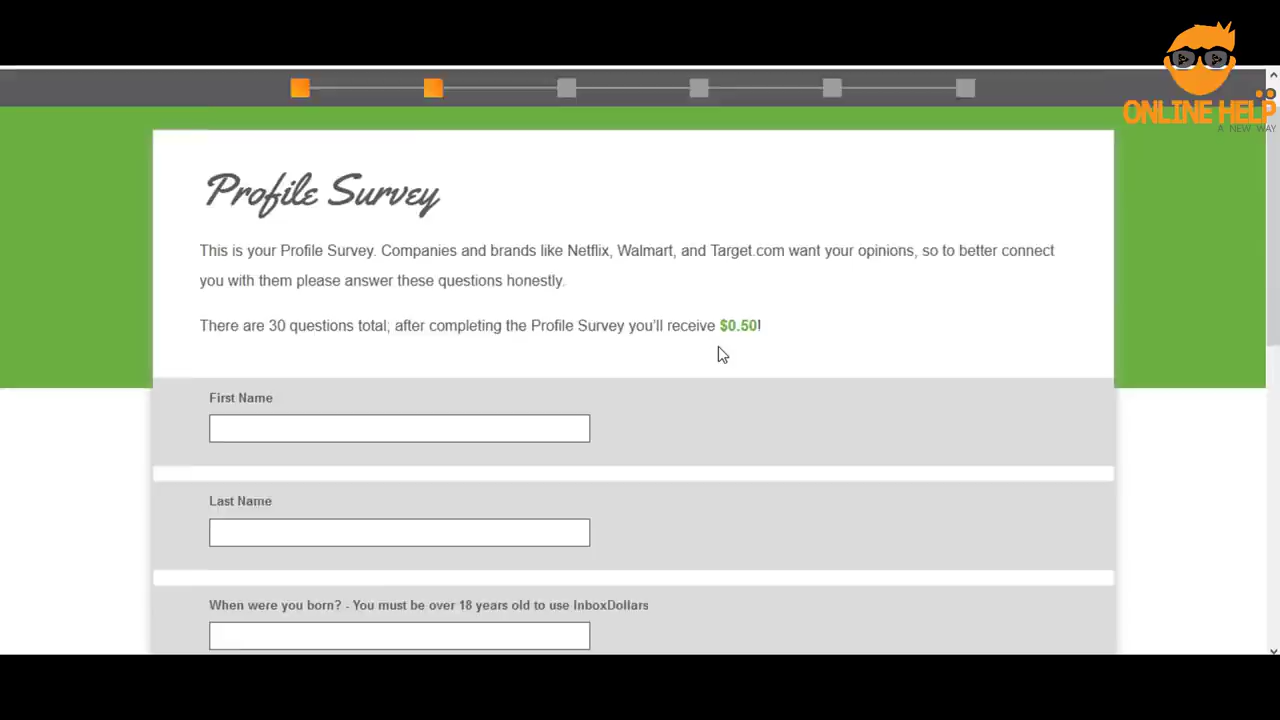 ONLINE HELP
A NEW WAY
Profile Survey
This is your Profile Survey. Companies and brands like Netflix, Walmart, and Target.com want your opinions, so to better connect
you with them please answer these questions honestly.
There are 30 questions total; after completing the Profile Survey you'll receive $0.50!
First Name
Last Name
When were you born? - You must be over 18 years old to use InboxDollars